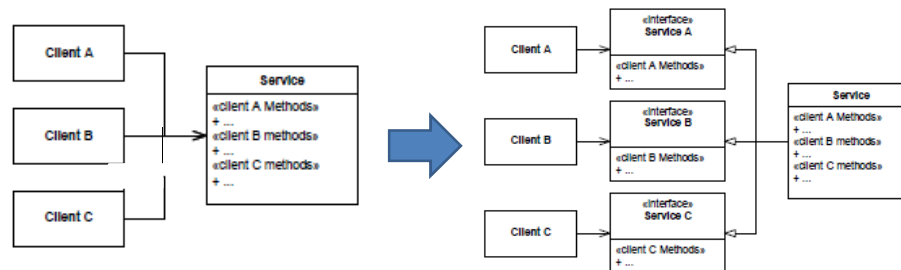 Client A
Client B
Client C
Service
«client A Methods»
+ ...
«client B methods»
+ ...
«client C methods»
+ ...
Client A
Client B
Client C
«interface»
Service A
«client A Methods»
+ ...
«interface»
Service B
«client B Methods»
+ ...
«interface»
Service C
«client C Methods»
+ ...
Service
«client A Methods»
+ ...
«client B methods»
+ ...
«client C methods»
+ ...